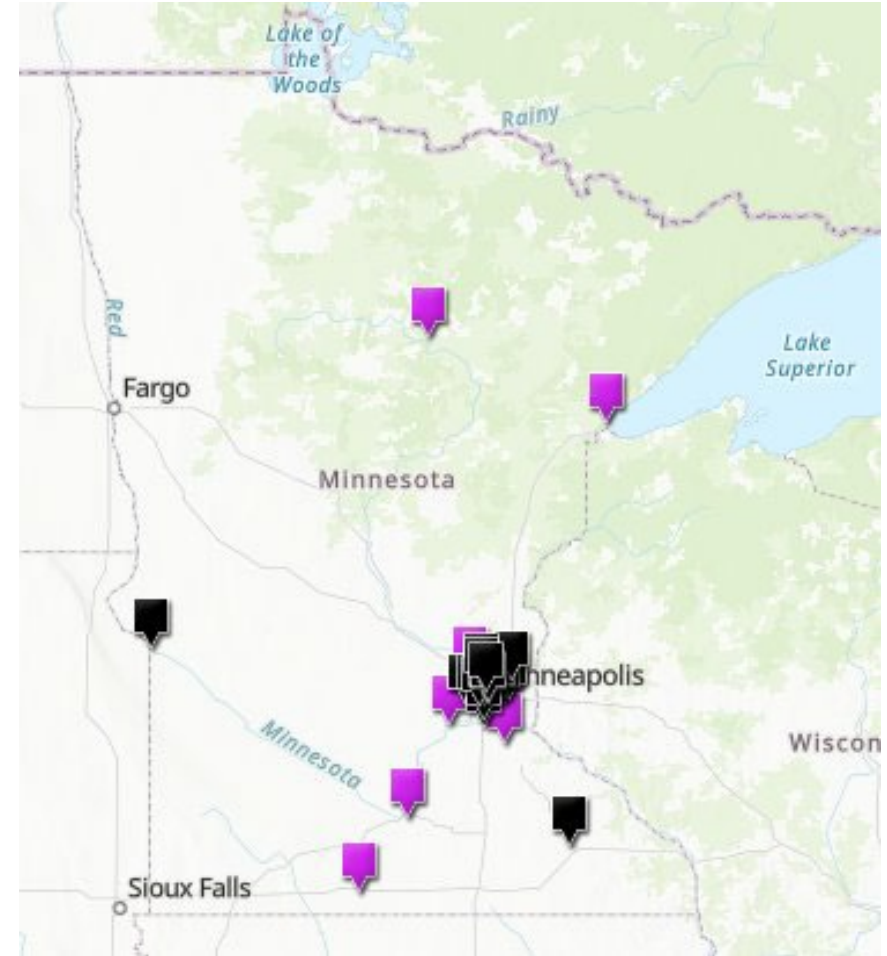 Lake of
the
Woods
Rainy
Red
Lake
Superior
Fargo
Minnesota
nneapolis
Minnesota
Wiscon
Sioux Falls